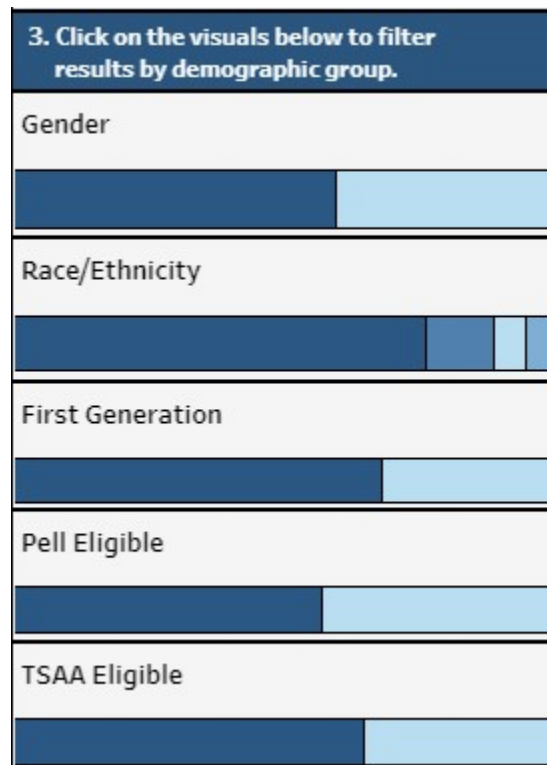 3. Click on the visuals below to filter
results by demographic group.
Gender
Race/Ethnicity
First Generation
Pell Eligible
TSAA Eligible